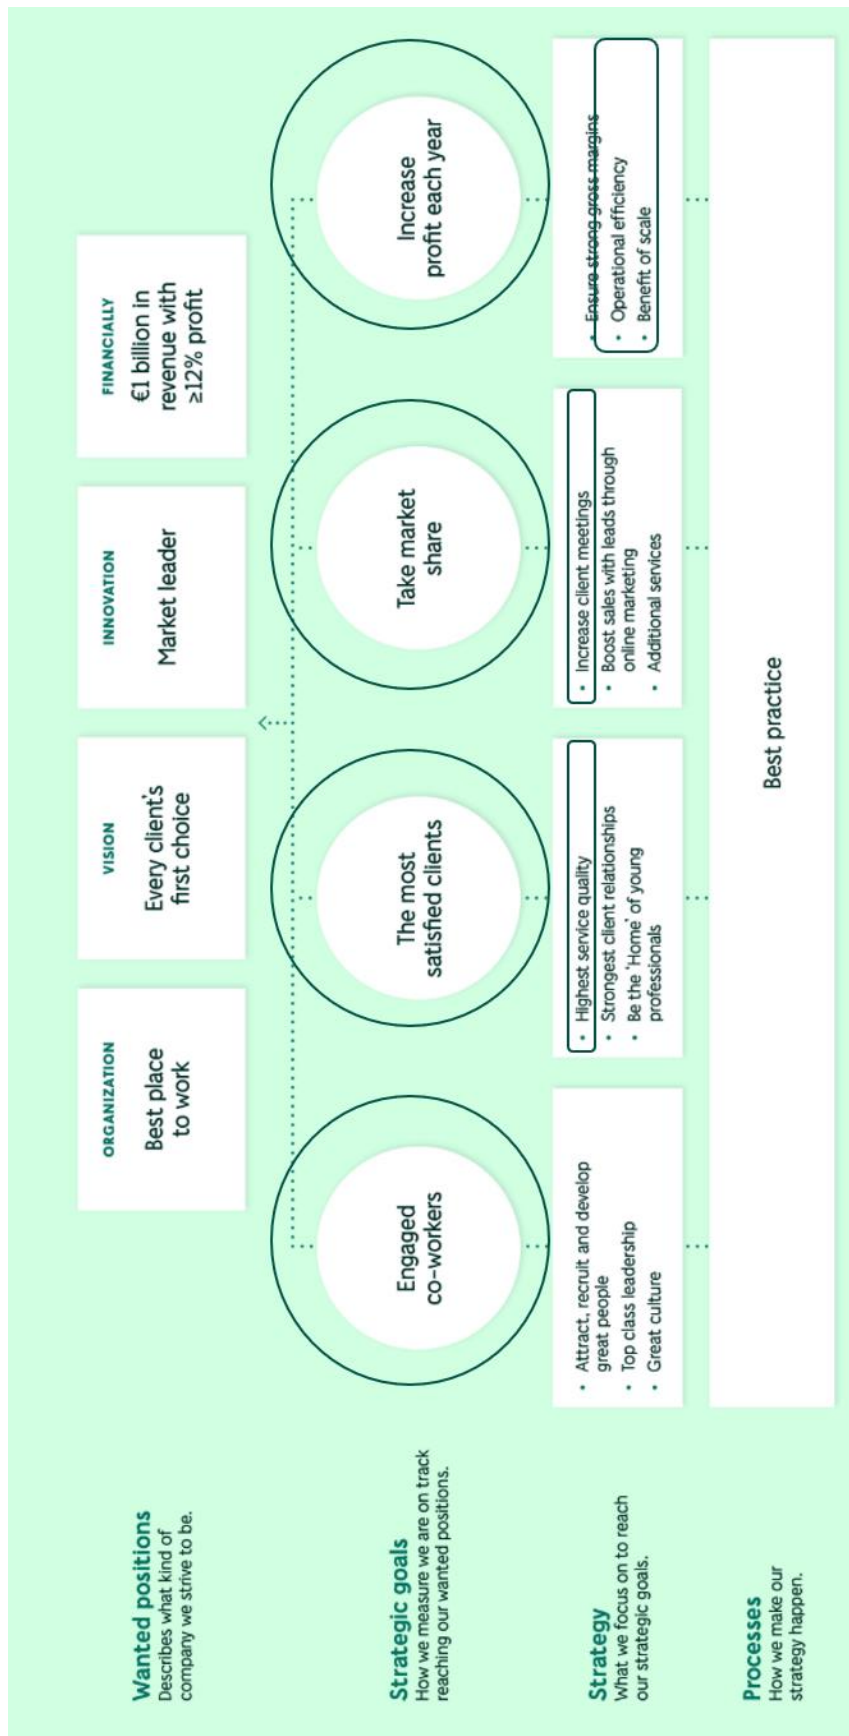 Wanted positions
Describes what kind of
company we strive to be.
ORGANIZATION
Best place
to work
VISION
Every client's
first choice
INNOVATION
Market leader
FINANCIALLY
€1 billion in
revenue with
≥12% profit
Strategic goals
How we measure we are on track
reaching our wanted positions.
Engaged
co-workers
The most
satisfied clients
Take market
share
Increase
profit each year
Strategy
What we focus on to reach
our strategic goals.
• Attract, recruit and develop
great people
• Top class leadership
• Great culture
• Highest service quality
• Strongest client relationships
• Be the 'Home' of young
professionals
• Increase client meetings
• Boost sales with leads through
online marketing
• Additional services
• Ensure strong gross margins
• Operational efficiency
• Benefit of scale
Processes
How we make our
strategy happen.
Best practice